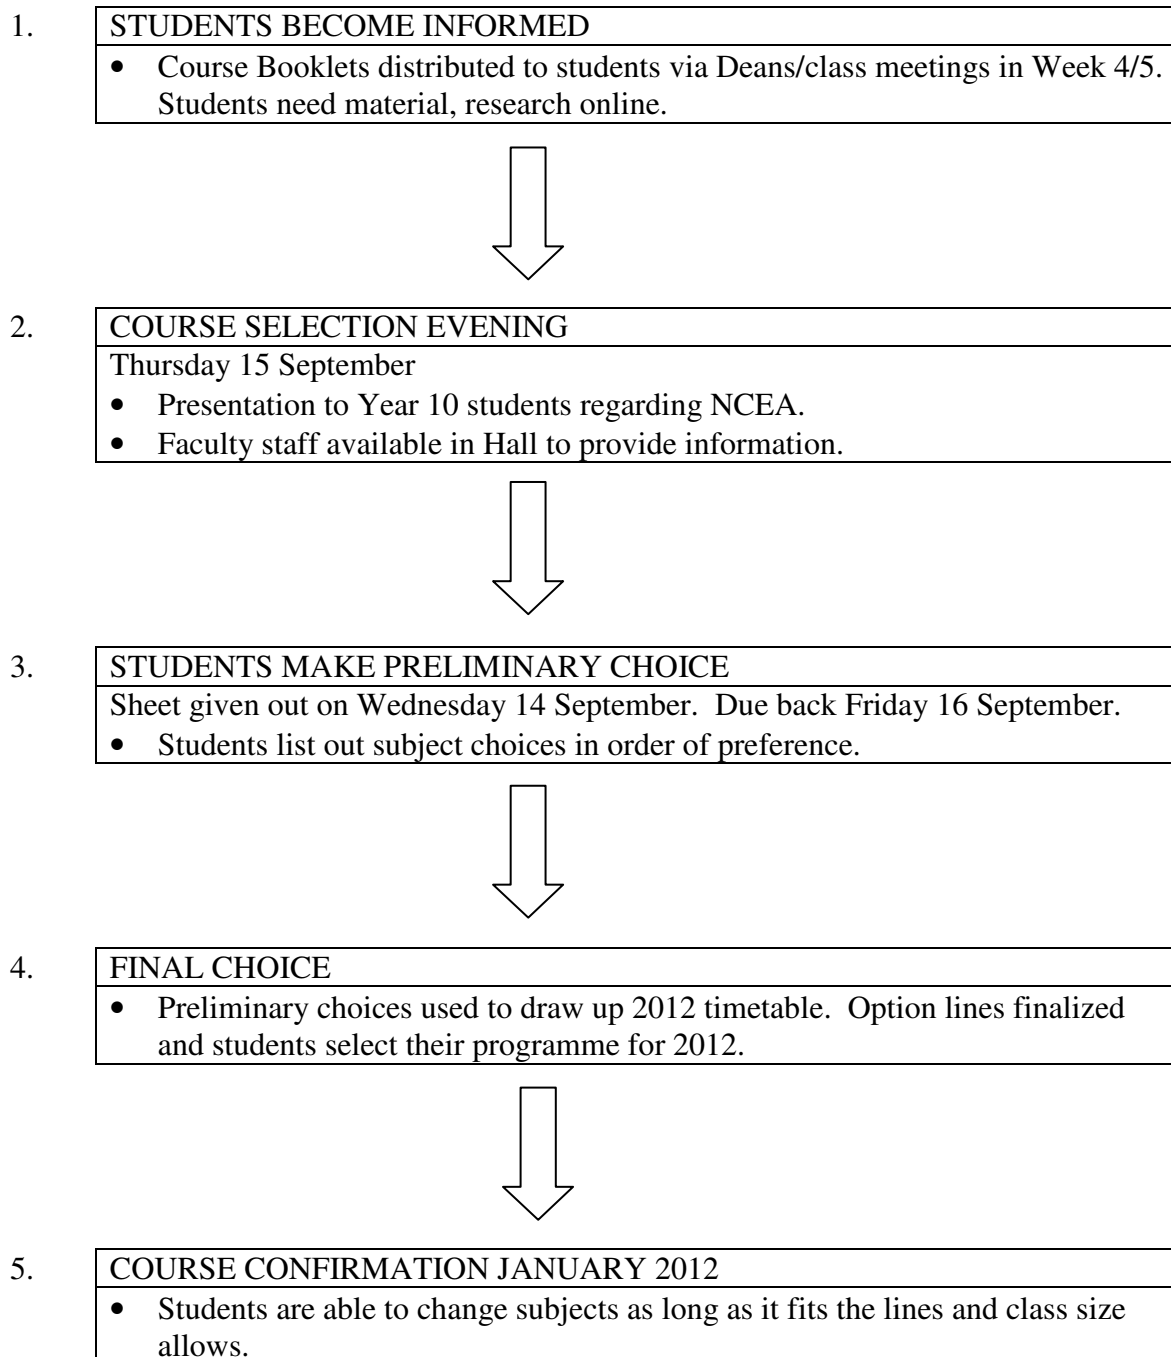 1. STUDENTS BECOME INFORMED
• Course Booklets distributed to students via Deans/class meetings in Week 4/5.
Students need material, research online.
2. COURSE SELECTION EVENING
Thursday 15 September
• Presentation to Year 10 students regarding NCEA.
• Faculty staff available in Hall to provide information.
3. STUDENTS MAKE PRELIMINARY CHOICE
Sheet given out on Wednesday 14 September. Due back Friday 16 September.
• Students list out subject choices in order of preference.
4. FINAL CHOICE
• Preliminary choices used to draw up 2012 timetable. Option lines finalized
and students select their programme for 2012.
5. COURSE CONFIRMATION JANUARY 2012
• Students are able to change subjects as long as it fits the lines and class size
allows.